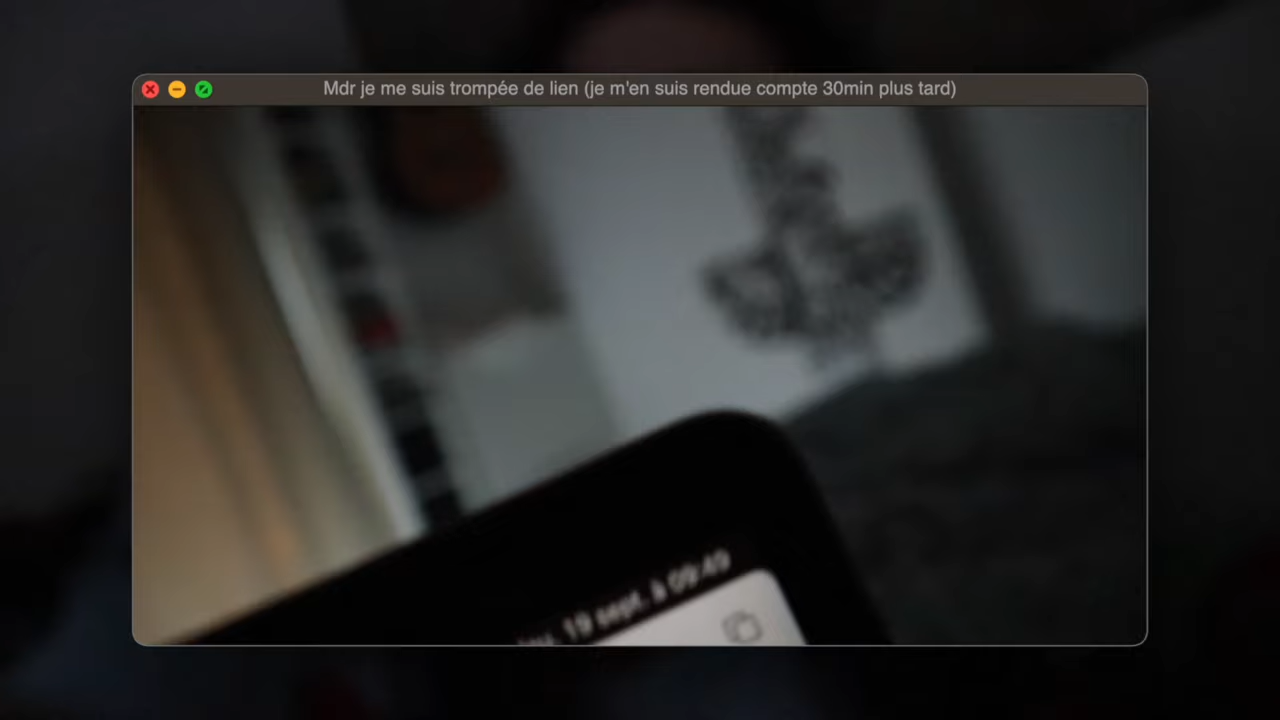 Mdr je me suis trompée de lien (je m'en suis rendue compte 30min plus tard)
jeu. 19 sept. à 09:49